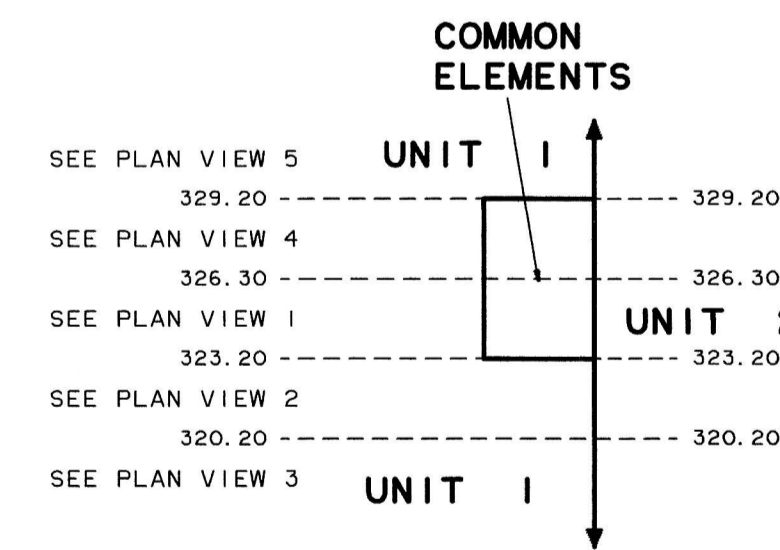 COMMON
ELEMENTS
SEE PLAN VIEW 5
UNIT 1
329.20
329.20
SEE PLAN VIEW 4
326.30
326.30
SEE PLAN VIEW 1
UNIT
323.20
323.20
SEE PLAN VIEW 2
320.20
320.20
SEE PLAN VIEW 3
UNIT 1